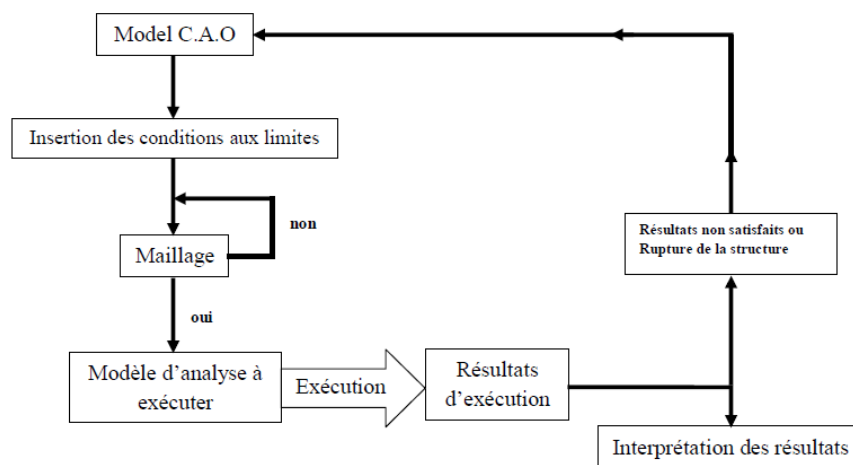 Model C.A.O
Insertion des conditions aux limites
non
Maillage
oui
Modèle d'analyse à
exécuter
Exécution
Résultats
d'exécution
Résultats non satisfaits ou
Rupture de la structure
Interprétation des résultats